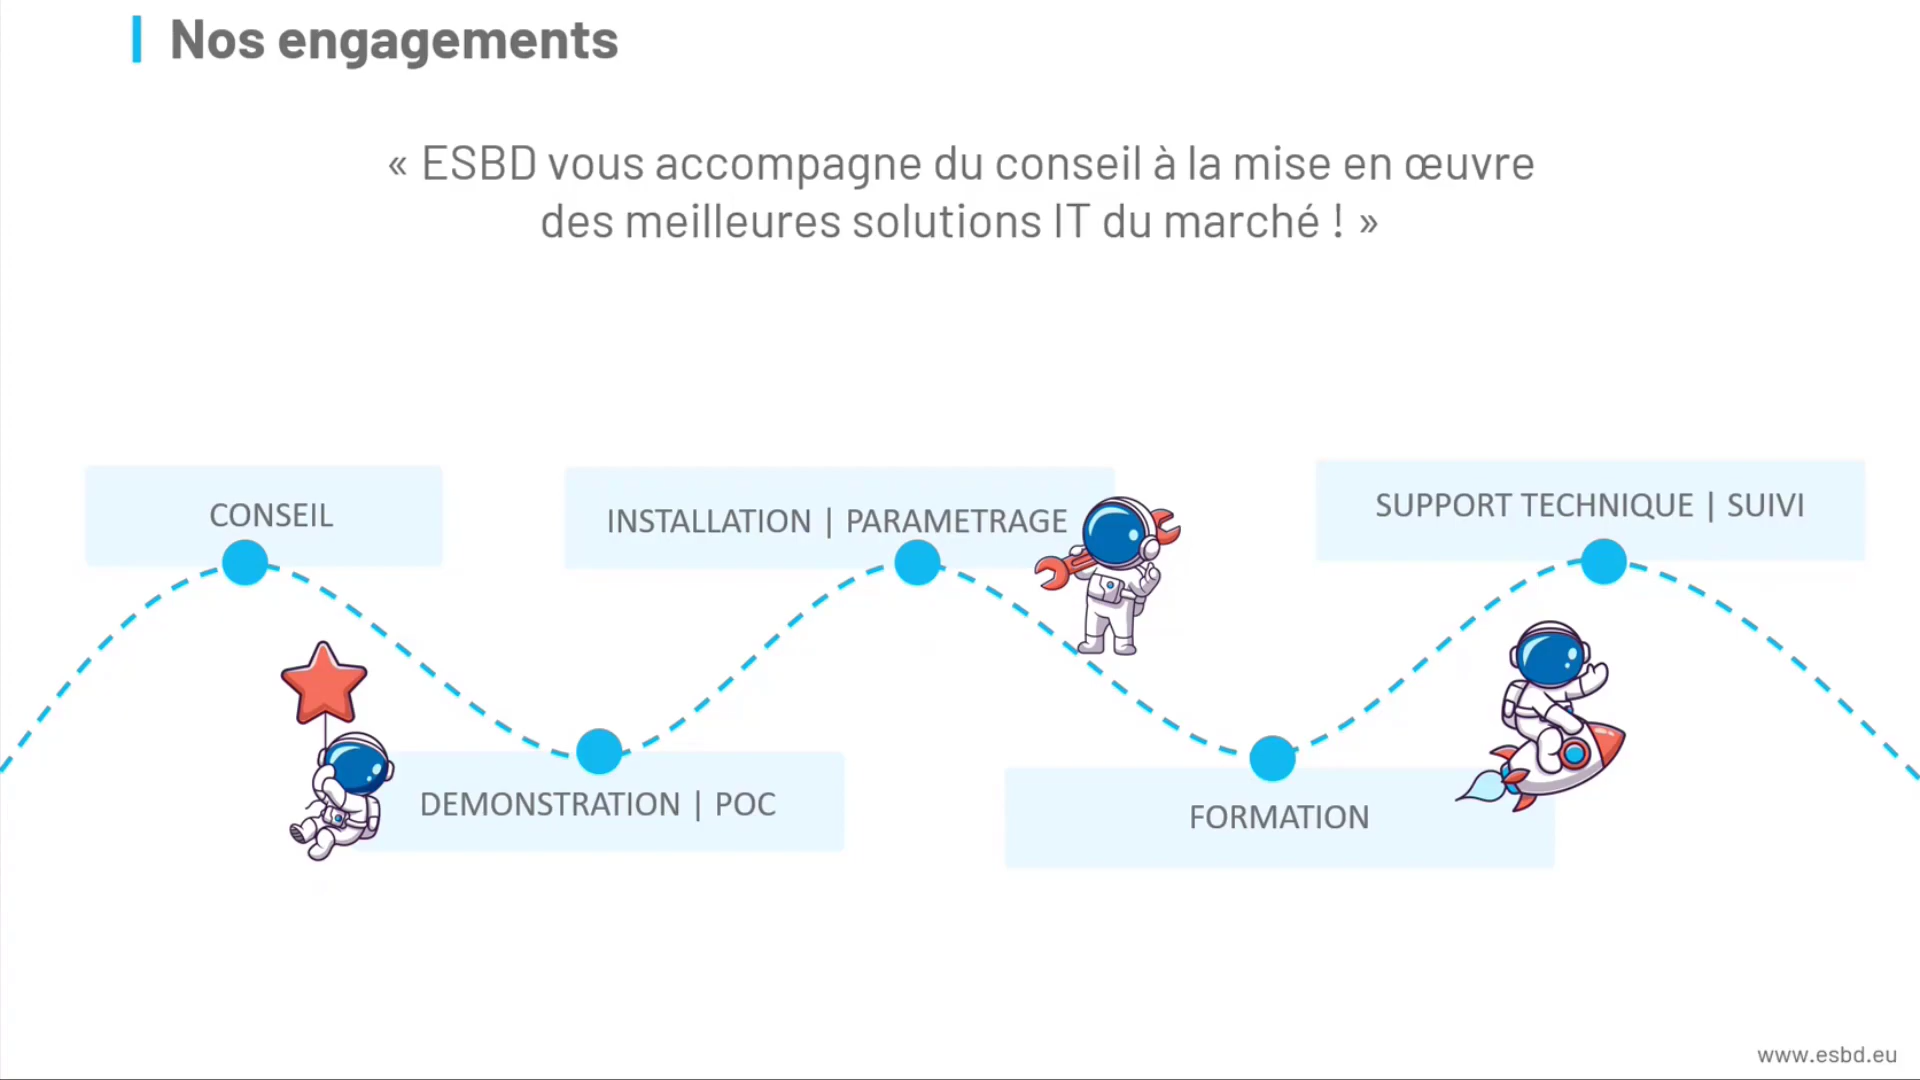 Nos engagements
« ESBD vous accompagne du conseil à la mise en œuvre
des meilleures solutions IT du marché ! »
CONSEIL
INSTALLATION | PARAMETRAGE
SUPPORT TECHNIQUE | SUIVI
DEMONSTRATION | POC
FORMATION
www.esbd.eu